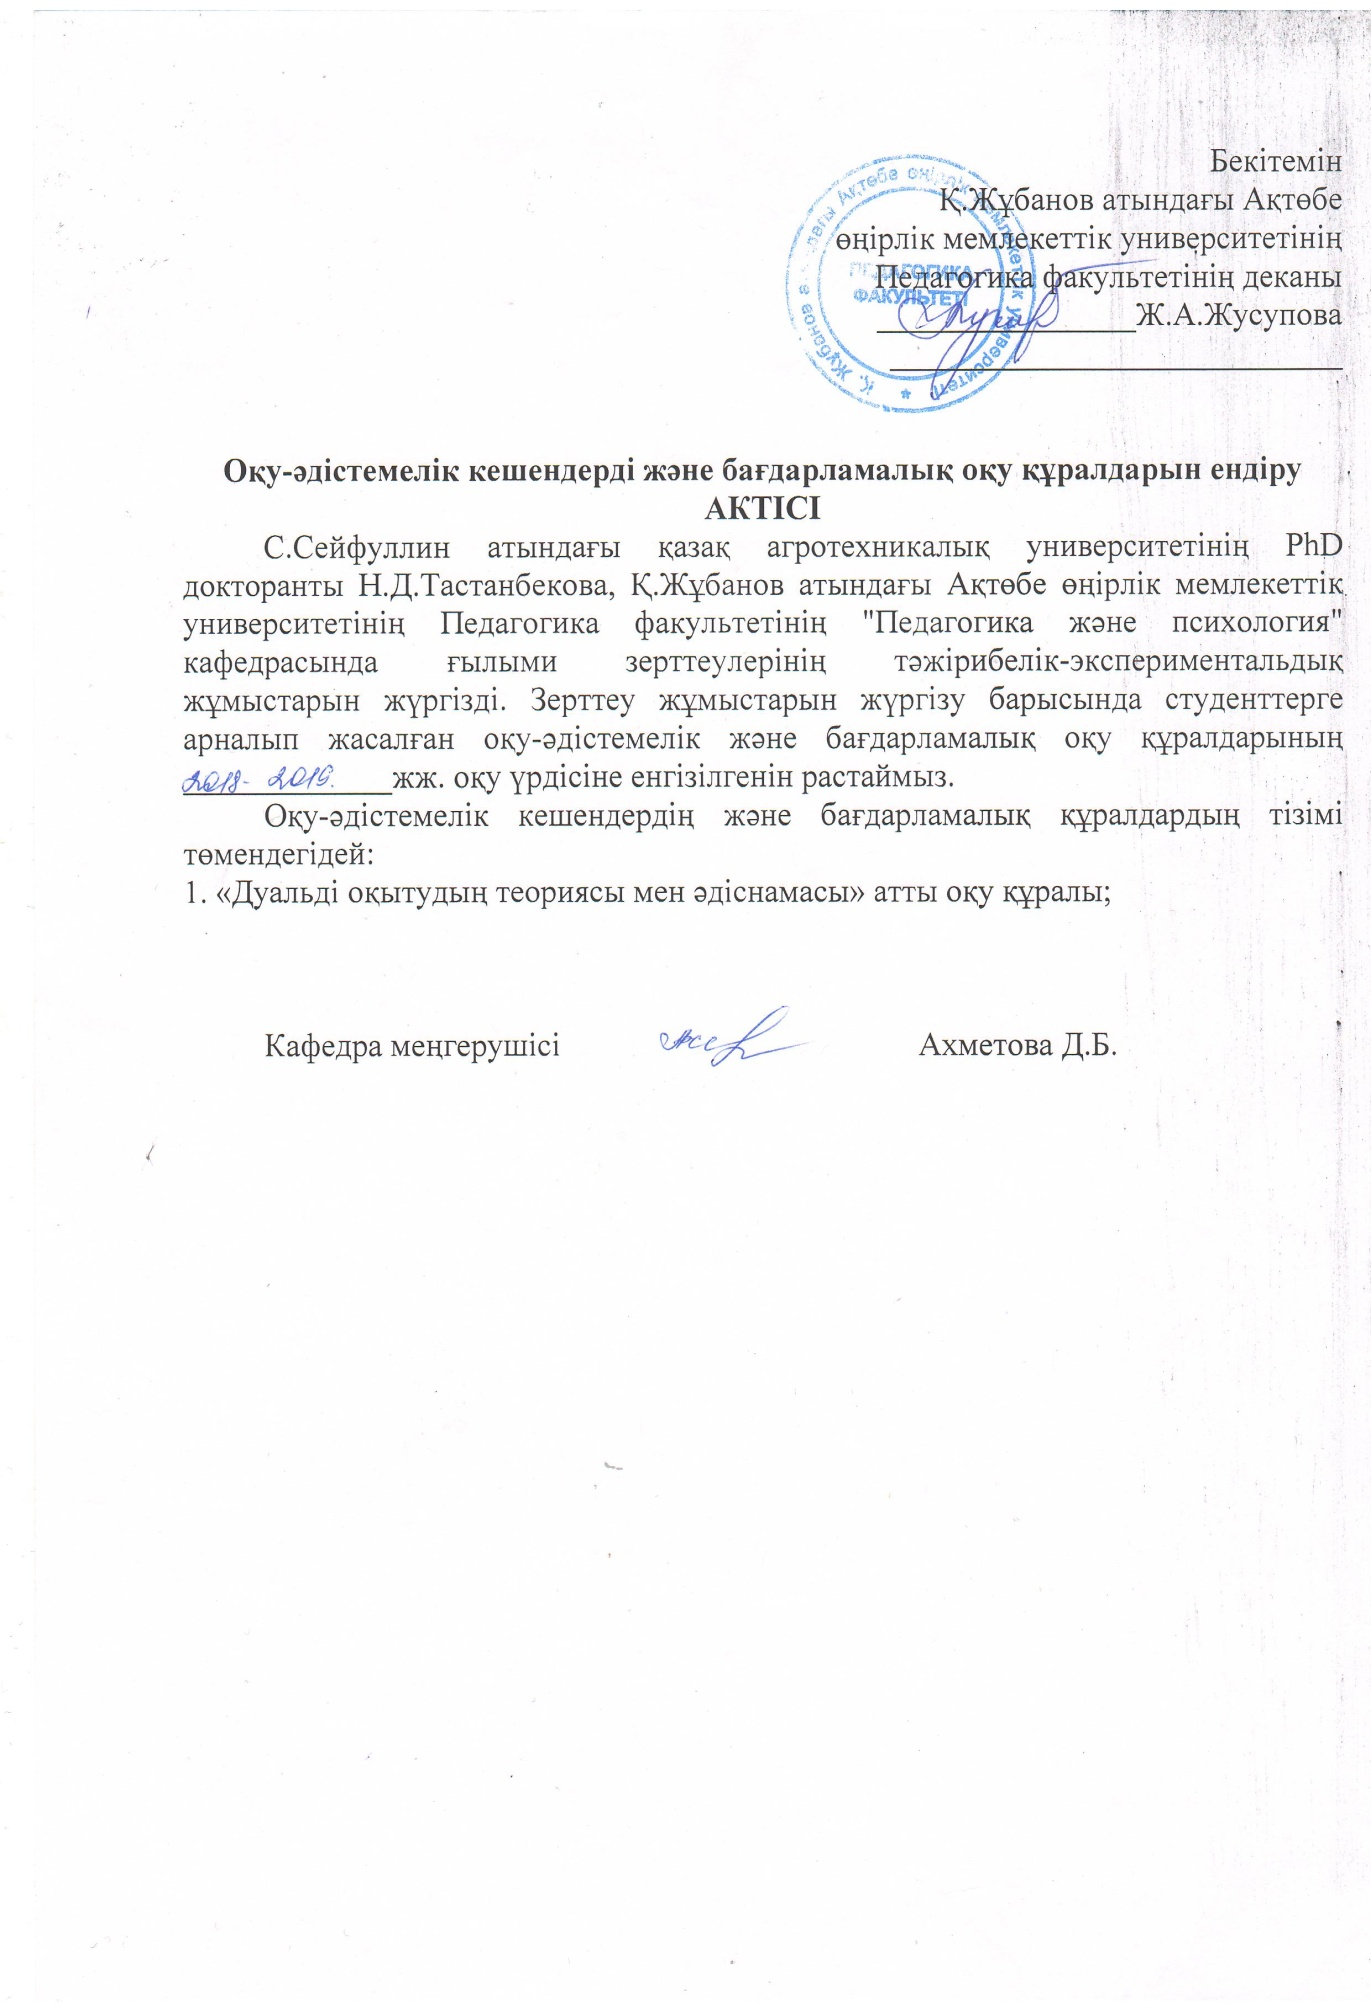 Бекітемін
Қ.Жұбанов атындағы Ақтөбе
өңірлік мемлекеттік университетінің
Педагогика факультетінің деканы
Ж.А.Жусупова
ПЕДАГОГИКА
ФАКУЛЬТЕТІ
Оқу-әдістемелік кешендерді және бағдарламалық оқу құралдарын ендіру
АКТІСІ
С.Сейфуллин атындағы қазақ агротехникалық университетінің PhD
докторанты Н.Д.Тастанбекова, Қ.Жұбанов атындағы Ақтөбе өңірлік мемлекеттік
университетінің Педагогика факультетінің "Педагогика және психология"
кафедрасында ғылыми зерттеулерінің тәжірибелік-экспериментальдық
жұмыстарын жүргізді. Зерттеу жұмыстарын жүргізу барысында студенттерге
арналып жасалған оқу-әдістемелік және бағдарламалық оқу құралдарының
2018- 2019. жж. оқу үрдісіне енгізілгенін растаймыз.
Оқу-әдістемелік кешендердің және бағдарламалық құралдардың тізімі
төмендегідей:
1. «Дуальді оқытудың теориясы мен әдіснамасы» атты оқу құралы;
Кафедра меңгерушісі Ахметова Д.Б.